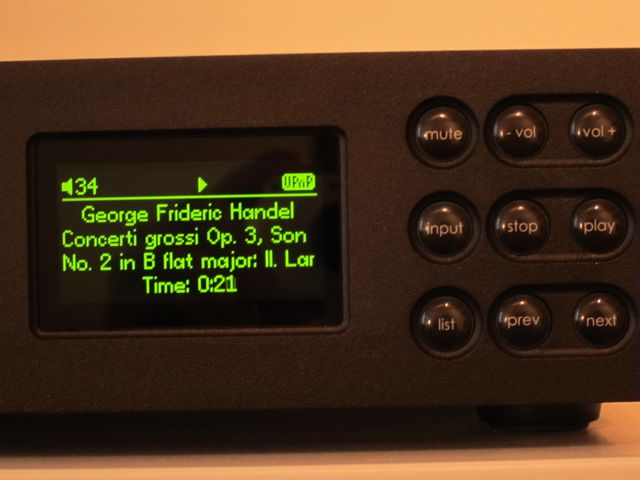 34 UPnP
George Frideric Handel
Concerti grossi Op. 3, Son
No. 2 in B flat major: II. Lar
Time: 0:21
mute - vol vol +
input stop play
list prev next